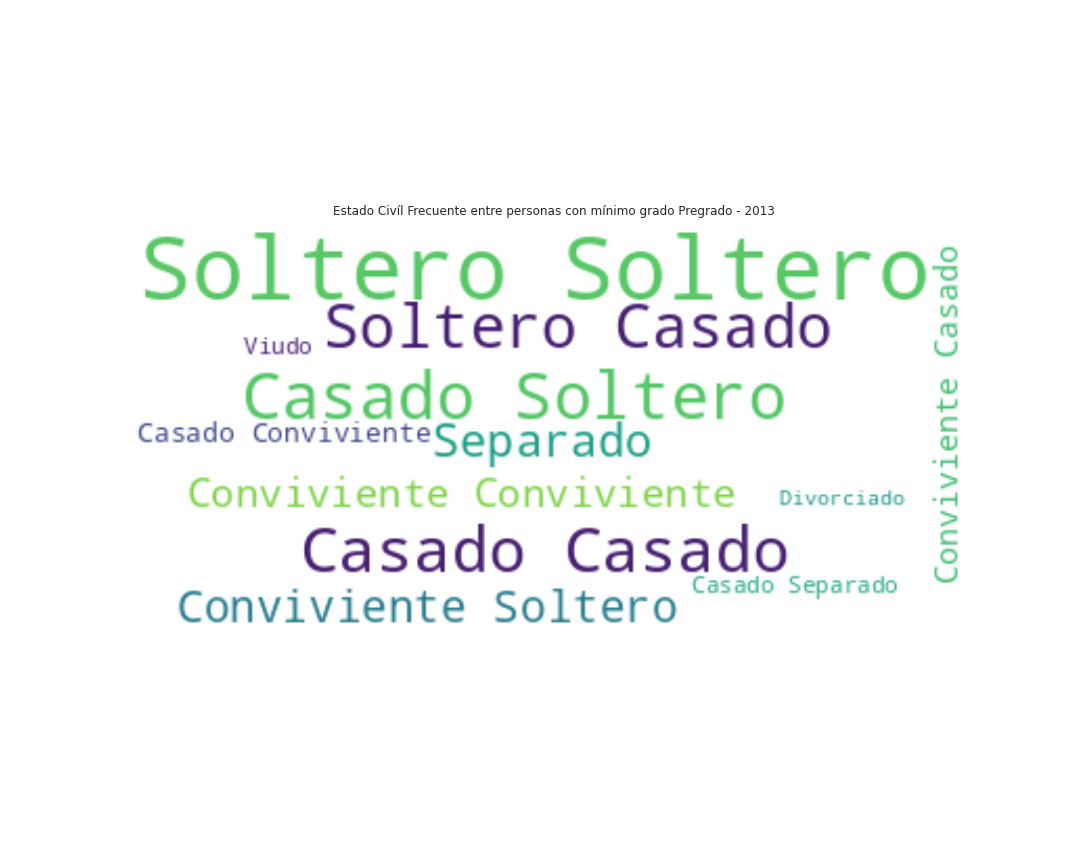 Estado Civíl Frecuente entre personas con mínimo grado Pregrado - 2013
Soltero Soltero
Soltero Casado
Viudo
Casado Soltero
Casado Conviviente
Separado
Conviviente Conviviente
Divorciado
Conviviente Casado
Casado Casado
Casado Separado
Conviviente Soltero